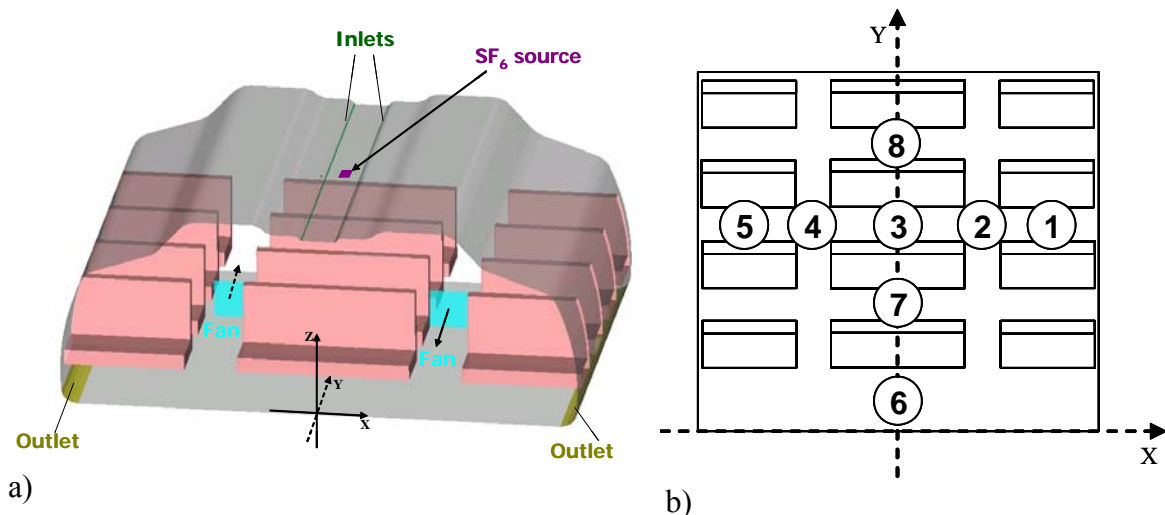 Inlets
SF₆ source
Fan
Fan
Z
Y
X
Outlet
Outlet
a)
Y
8
5 4 3 2 1
7
6
X
b)